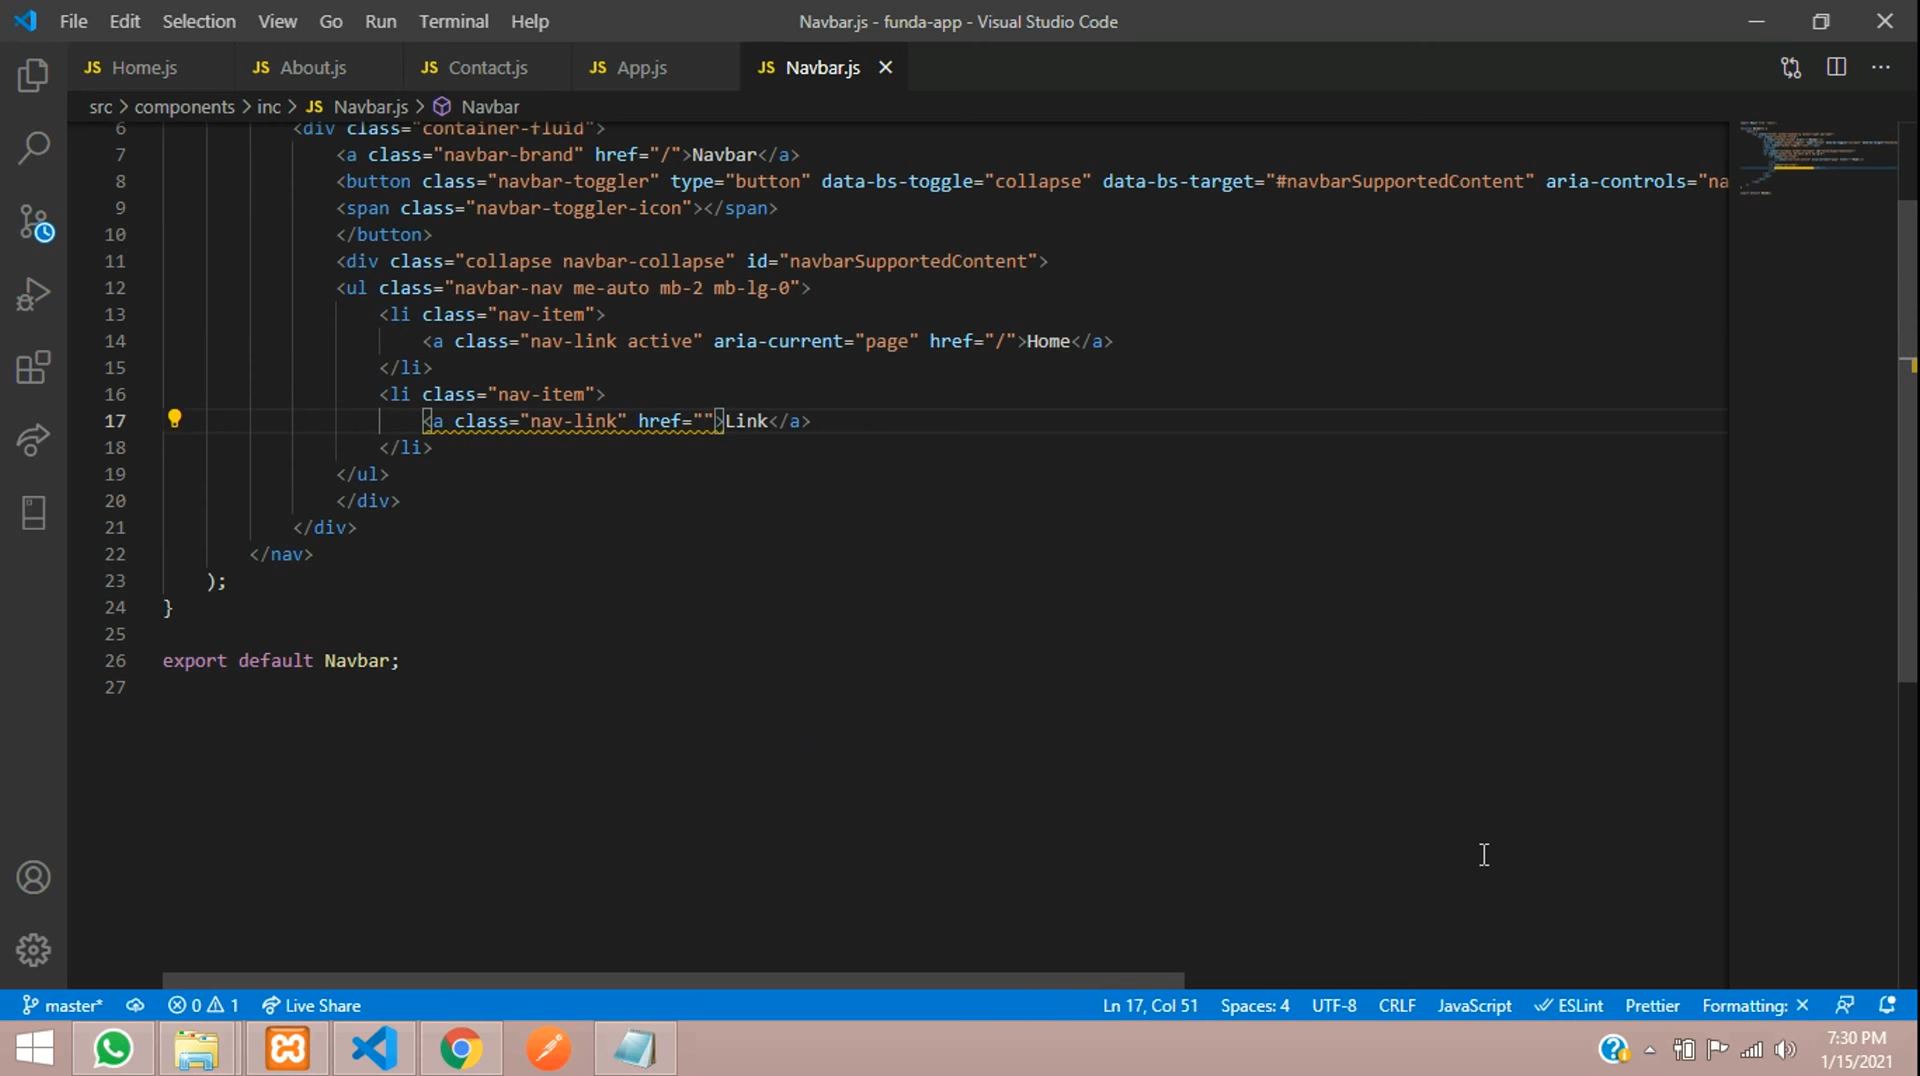 File Edit Selection View Go Run Terminal Help Navbar.js - funda-app - Visual Studio Code
JS Home.js JS About.js JS Contact.js JS App.js JS Navbar.js
src > components > inc > JS Navbar.js > Navbar
6 <div class="container-fluid">
7 <a class="navbar-brand" href="/">Navbar</a>
8 <button class="navbar-toggler" type="button" data-bs-toggle="collapse" data-bs-target="#navbarSupportedContent" aria-controls="na
9 <span class="navbar-toggler-icon"></span>
10 </button>
11 <div class="collapse navbar-collapse" id="navbarSupportedContent">
12 <ul class="navbar-nav me-auto mb-2 mb-lg-0">
13 <li class="nav-item">
14 <a class="nav-link active" aria-current="page" href="/">Home</a>
15 </li>
16 <li class="nav-item">
17 <a class="nav-link" href="">Link</a>
18 </li>
19 </ul>
20 </div>
21 </div>
22 </nav>
23 );
24 }
25
26 export default Navbar;
27
master* 0 1 Live Share Ln 17, Col 51 Spaces: 4 UTF-8 CRLF JavaScript ESLint Prettier Formatting: ×
7:30 PM
1/15/2021